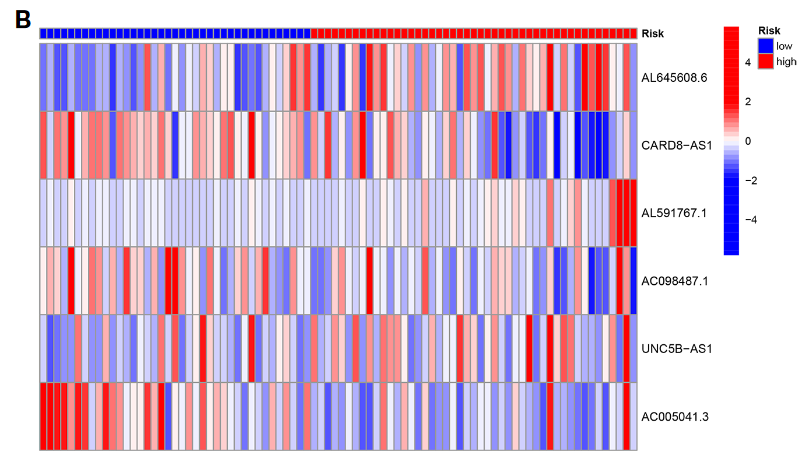 B
Risk
AL645608.6
CARD8−AS1
AL591767.1
AC098487.1
UNC5B−AS1
AC005041.3
4
2
0
−2
−4
Risk
low
high